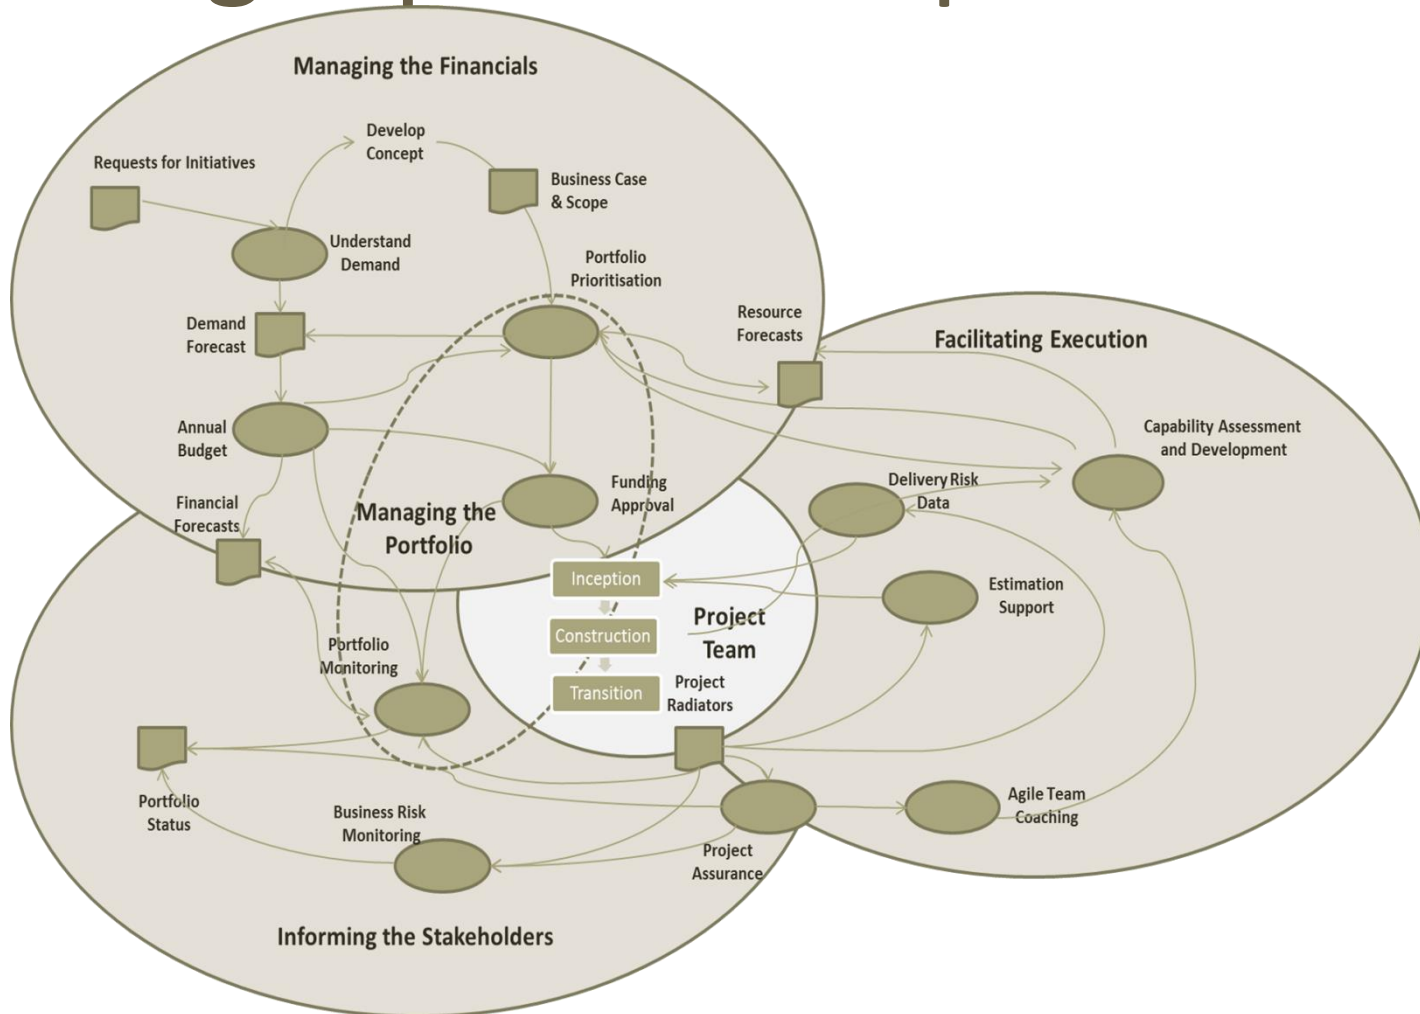 Managing the Financials
Develop
Concept
Requests for Initiatives
Business Case
& Scope
Understand
Demand
Portfolio
Prioritisation
Demand
Forecast
Resource
Forecasts
Facilitating Execution
Annual
Budget
Capability Assessment
and Development
Financial
Forecasts
Managing the
Portfolio
Funding
Approval
Delivery Risk
Data
Inception
Estimation
Support
Construction
Project
Team
Portfolio
Monitoring
Transition
Project
Radiators
Portfolio
Status
Business Risk
Monitoring
Agile Team
Coaching
Project
Assurance
Informing the Stakeholders